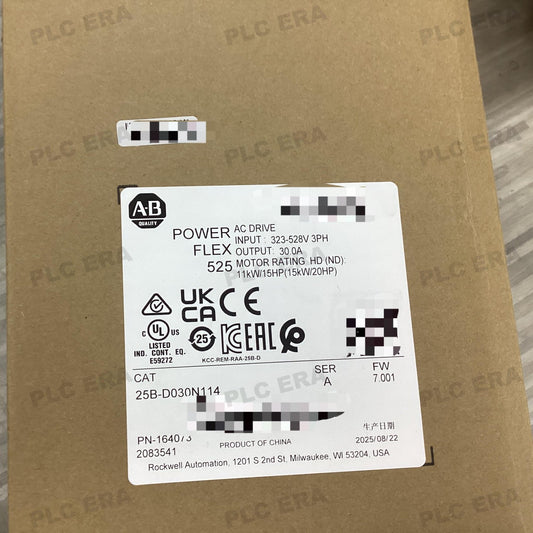 PLC ERA PLC ERA PLC ERA
PLC ERA PLC ERA PLC ERA
A-B
QUALITY
POWER
FLEX
525
AC DRIVE
INPUT : 323-528V 3PH
OUTPUT: 30.0A
MOTOR RATING HD (ND):
11kW/15HP(15kW/20HP)
UK
CA
CE
C UL US
LISTED
IND. CONT. EQ.
E59272
25
EAC
KCC-REM-RAA-25B-D
CAT
25B-D030N114
SER
A
FW
7.001
PN-164073
2083541
PRODUCT OF CHINA
生产日期
2025/08/22
Rockwell Automation, 1201 S 2nd St, Milwaukee, WI 53204, USA
PLC ERA PLC ERA PLC ERA